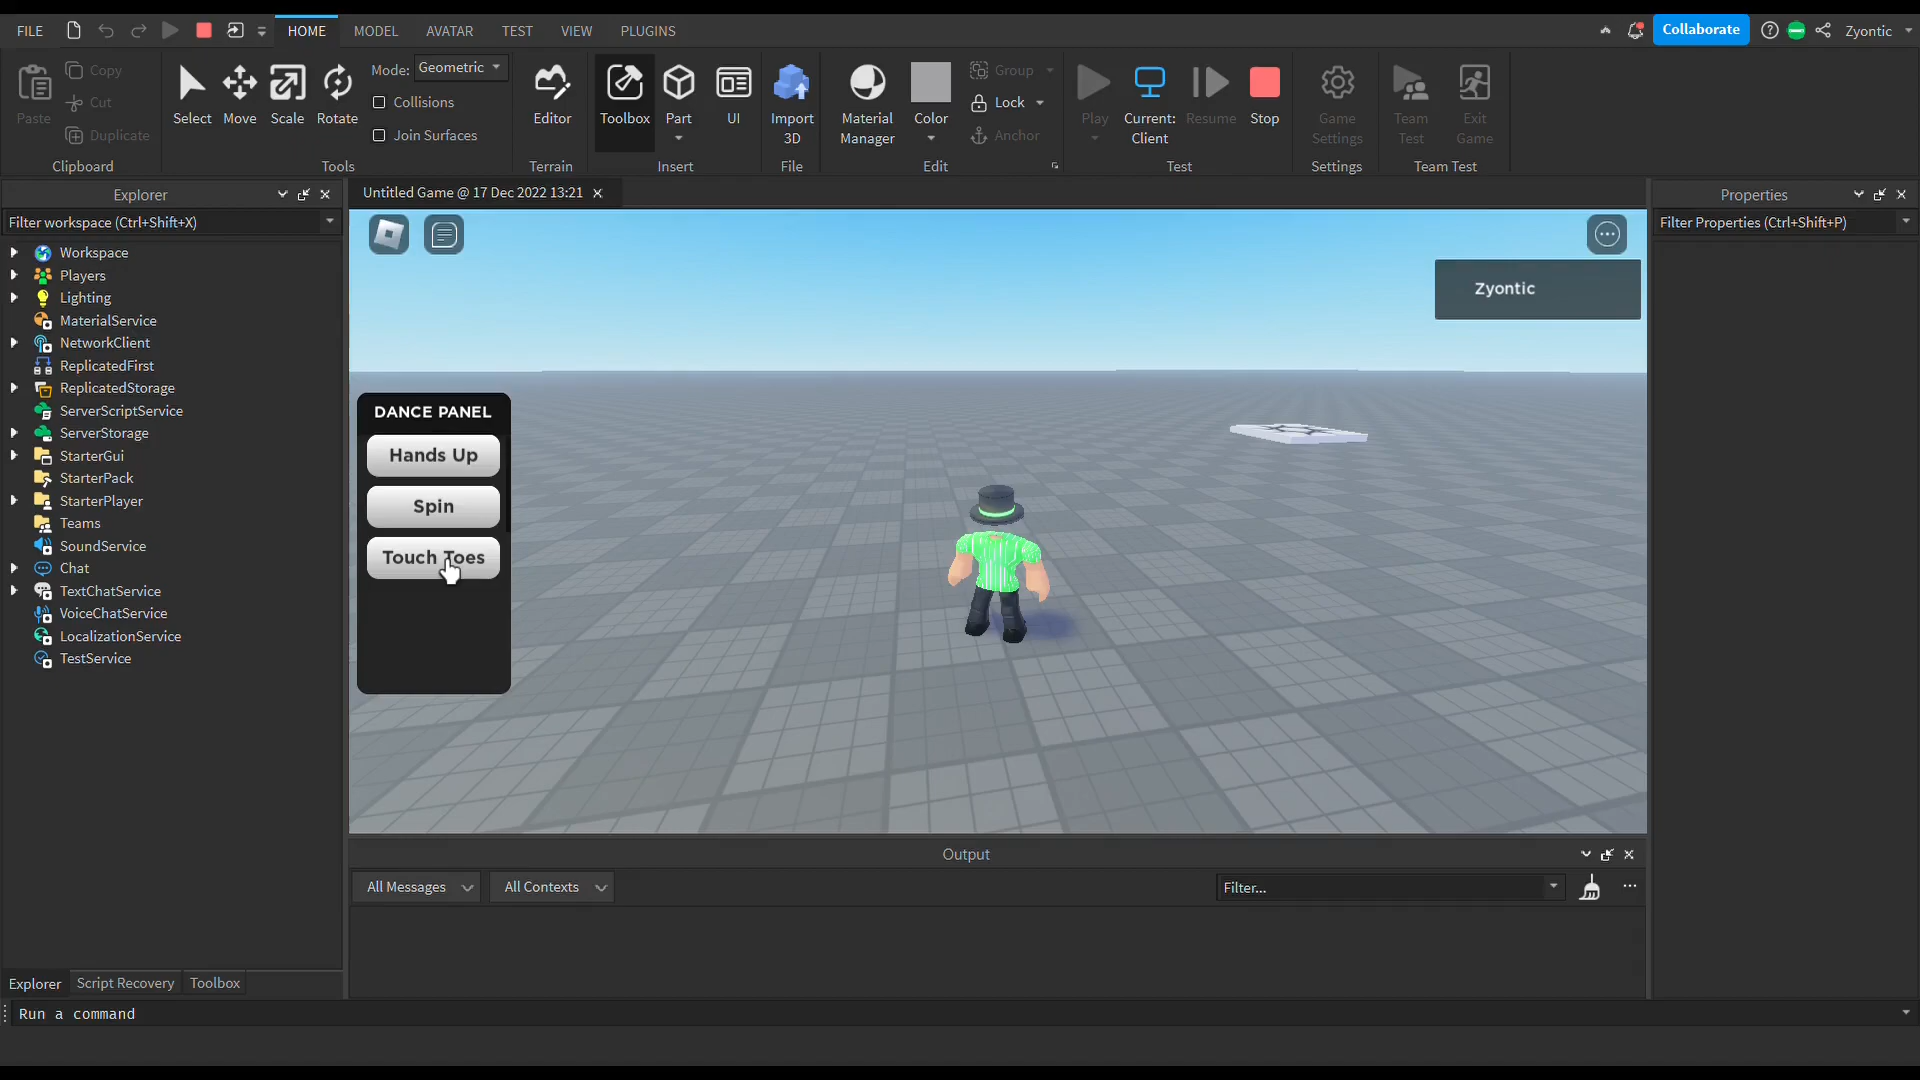 FILE HOME MODEL AVATAR TEST VIEW PLUGINS Collaborate Zyontic
Paste Copy Cut Duplicate Clipboard
Select Move Scale Rotate Mode: Geometric Collisions Join Surfaces Tools
Editor Terrain
Toolbox Part UI Insert
Import 3D File
Material Manager Color Group Lock Anchor Edit
Play Current: Client Resume Stop Test
Game Settings Settings
Team Test Exit Game Team Test
Explorer
Filter workspace (Ctrl+Shift+X)
Workspace
Players
Lighting
MaterialService
NetworkClient
ReplicatedFirst
ReplicatedStorage
ServerScriptService
ServerStorage
StarterGui
StarterPack
StarterPlayer
Teams
SoundService
Chat
TextChatService
VoiceChatService
LocalizationService
TestService
Explorer Script Recovery Toolbox
Untitled Game @ 17 Dec 2022 13:21
Zyontic
DANCE PANEL
Hands Up
Spin
Touch Toes
Output
All Messages All Contexts Filter...
Properties
Filter Properties (Ctrl+Shift+P)
Run a command